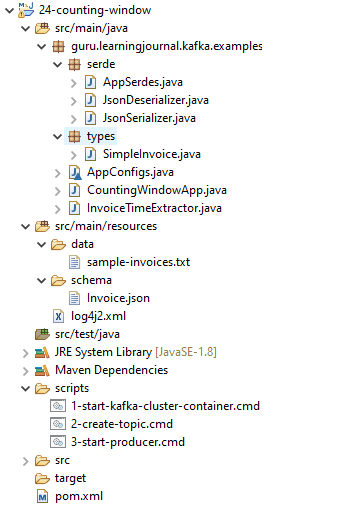 24-counting-window
src/main/java
guru.learningjournal.kafka.examples
serde
AppSerdes.java
JsonDeserializer.java
JsonSerializer.java
types
SimpleInvoice.java
AppConfigs.java
CountingWindowApp.java
InvoiceTimeExtractor.java
src/main/resources
data
sample-invoices.txt
schema
Invoice.json
log4j2.xml
src/test/java
JRE System Library [JavaSE-1.8]
Maven Dependencies
scripts
1-start-kafka-cluster-container.cmd
2-create-topic.cmd
3-start-producer.cmd
src
target
pom.xml